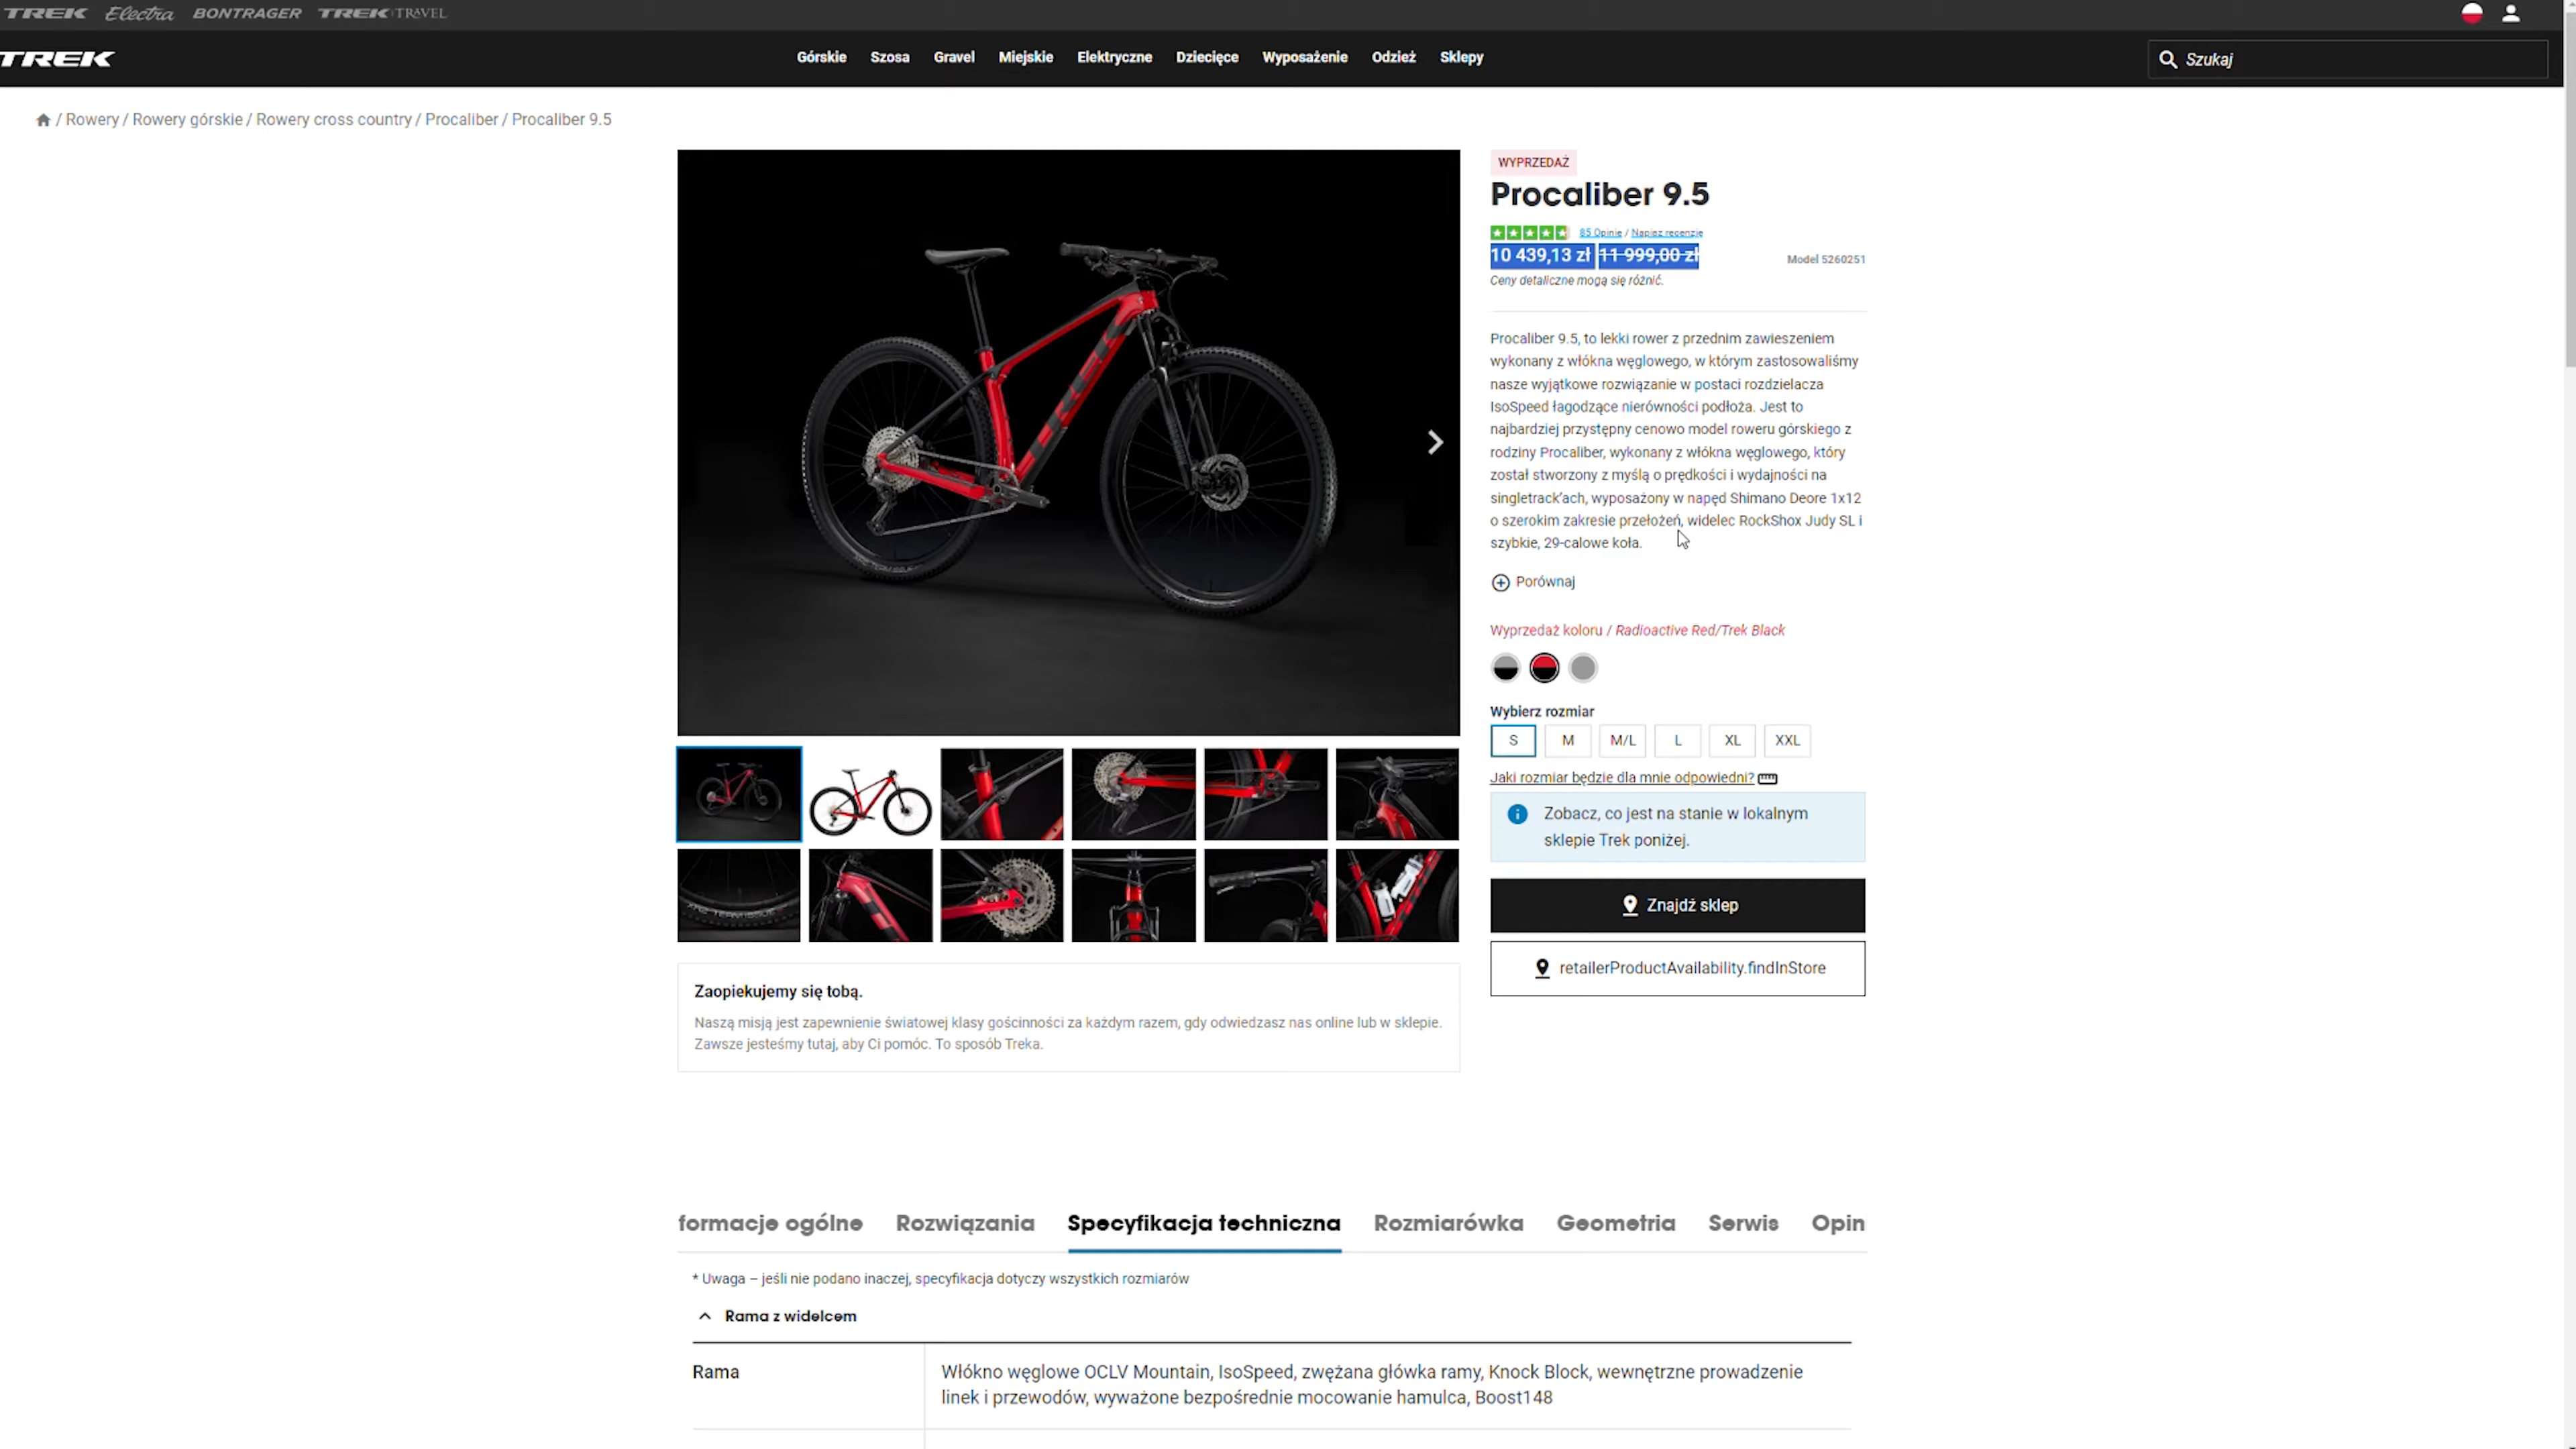 TREK Electra BONTRAGER TREK TRAVEL
TREK
Górskie Szosa Gravel Miejskie Elektryczne Dziecięce Wyposażenie Odzież Sklepy
Szukaj
/ Rowery / Rowery górskie / Rowery cross country / Procaliber / Procaliber 9.5
WYPRZEDAŻ
Procaliber 9.5
85 Opinie / Napisz recenzję
10 439,13 zł 11 999,00 zł
Model 5260251
Ceny detaliczne mogą się różnić.
Procaliber 9.5, to lekki rower z przednim zawieszeniem
wykonany z włókna węglowego, w którym zastosowaliśmy
nasze wyjątkowe rozwiązanie w postaci rozdzielacza
IsoSpeed łagodzące nierówności podłoża. Jest to
najbardziej przystępny cenowo model roweru górskiego z
rodziny Procaliber, wykonany z włókna węglowego, który
został stworzony z myślą o prędkości i wydajności na
singletrack'ach, wyposażony w napęd Shimano Deore 1x12
o szerokim zakresie przełożeń, widelec RockShox Judy SL i
szybkie, 29-calowe koła.
Porównaj
Wyprzedaż koloru / Radioactive Red/Trek Black
Wybierz rozmiar
S M M/L L XL XXL
Jaki rozmiar będzie dla mnie odpowiedni?
Zobacz, co jest na stanie w lokalnym
sklepie Trek poniżej.
Znajdź sklep
retailerProductAvailability.findInStore
TREK
Zaopiekujemy się tobą.
Naszą misją jest zapewnienie światowej klasy gościnności za każdym razem, gdy odwiedzasz nas online lub w sklepie.
Zawsze jesteśmy tutaj, aby Ci pomóc. To sposób Treka.
formacje ogólne Rozwiązania Specyfikacja techniczna Rozmiarówka Geometria Serwis Opin
* Uwaga – jeśli nie podano inaczej, specyfikacja dotyczy wszystkich rozmiarów
Rama z widelcem
Rama
Włókno węglowe OCLV Mountain, IsoSpeed, zwężana główka ramy, Knock Block, wewnętrzne prowadzenie
linek i przewodów, wyważone bezpośrednie mocowanie hamulca, Boost148